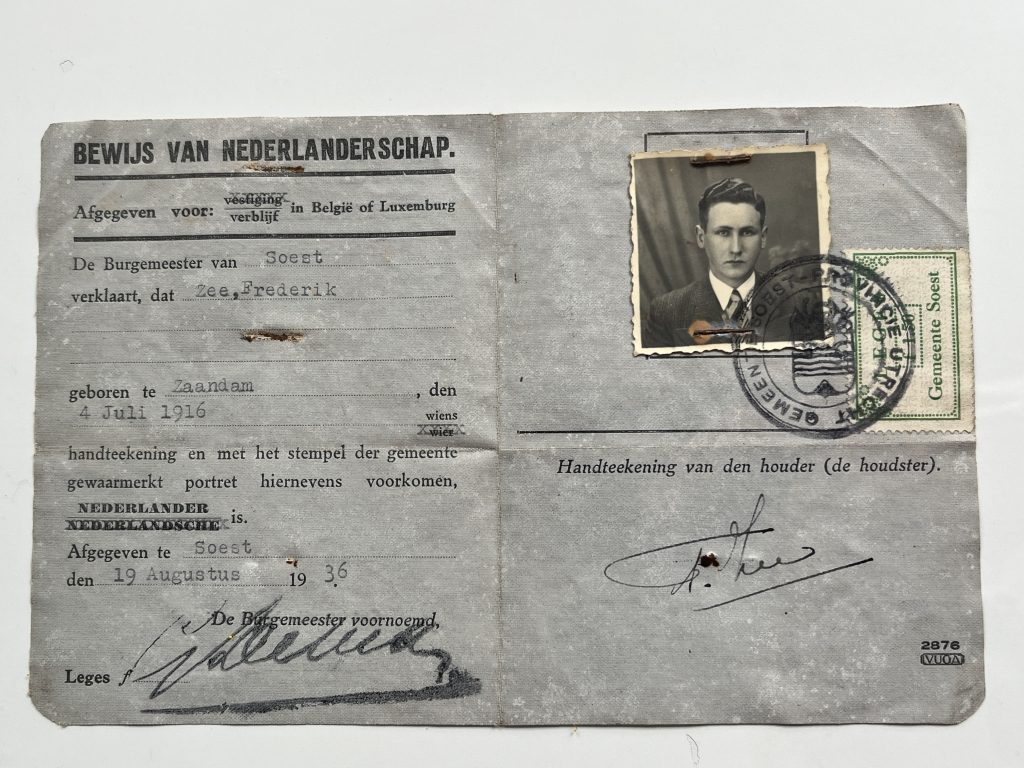 BEWIJS VAN NEDERLANDERSCHAP.
Afgegeven voor: vestiging verblijf in België of Luxemburg
De Burgemeester van Soest
verklaart, dat Zee, Frederik
geboren te Zaandam, den
4 Juli 1916 wiens
wier
handteekening en met het stempel der gemeente
gewaarmerkt portret hiernevens voorkomen,
NEDERLANDER
NEDERLANDSCHE is.
Afgegeven te Soest
den 19 Augustus 1936
De Burgemeester voornoemd,
Leges f
GEMEENTE SOEST-PROVINCIE UTRECHT
Gemeente Soest
Handteekening van den houder (de houdster).
F. Zee
2876
VUGA